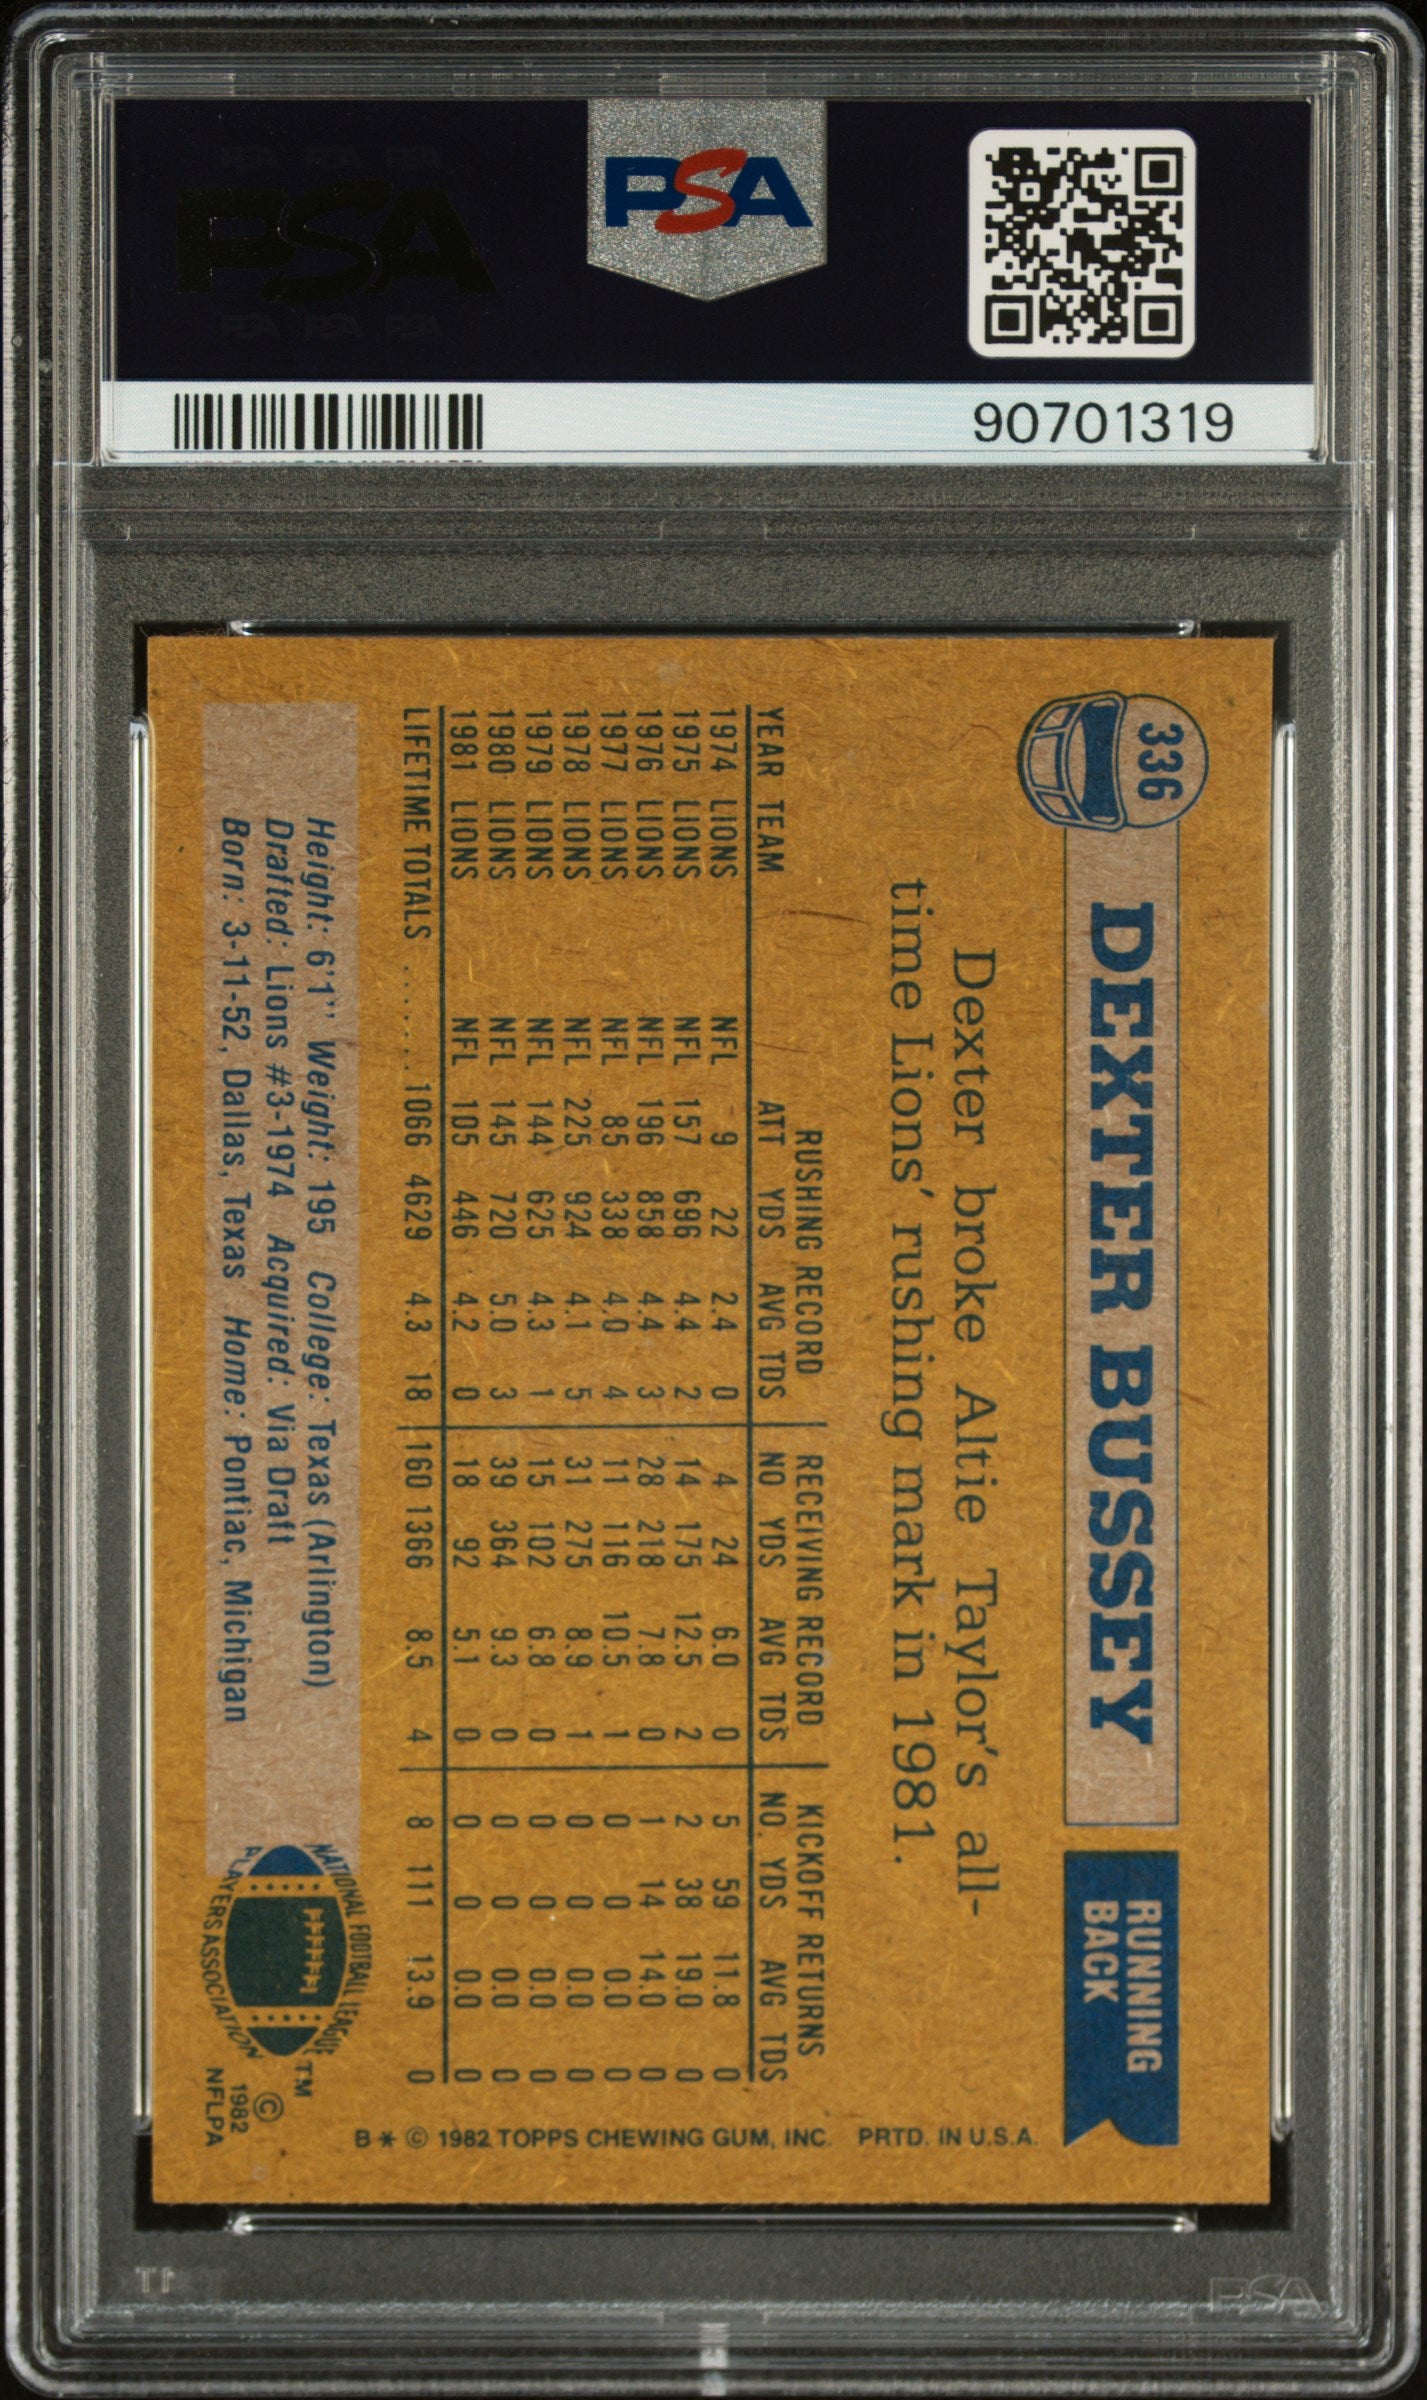 PSA PSA PSA
PSA
PSA PSA PSA
PSA
90701319
336
DEXTER BUSSEY
RUNNING
BACK
Dexter broke Altie Taylor's all-
time Lions' rushing mark in 1981.
RUSHING RECORD RECEIVING RECORD KICKOFF RETURNS
YEAR TEAM ATT YDS AVG TDS NO YDS AVG TDS NO. YDS AVG TDS
1974 LIONS NFL 9 22 2.4 0 4 24 6.0 0 5 59 11.8 0
1975 LIONS NFL 157 696 4.4 2 14 175 12.5 2 2 38 19.0 0
1976 LIONS NFL 196 858 4.4 3 28 218 7.8 0 1 14 14.0 0
1977 LIONS NFL 85 338 4.0 4 11 116 10.5 1 0 0 0.0 0
1978 LIONS NFL 225 924 4.1 5 31 275 8.9 1 0 0 0.0 0
1979 LIONS NFL 144 625 4.3 1 15 102 6.8 0 0 0 0.0 0
1980 LIONS NFL 145 720 5.0 3 39 364 9.3 0 0 0 0.0 0
1981 LIONS NFL 105 446 4.2 0 18 92 5.1 0 0 0 0.0 0
LIFETIME TOTALS ....... 1066 4629 4.3 18 160 1366 8.5 4 8 111 13.9 0
Height: 6'1" Weight: 195 College: Texas (Arlington)
Drafted: Lions #3-1974 Acquired: Via Draft
Born: 3-11-52, Dallas, Texas Home: Pontiac, Michigan
NATIONAL FOOTBALL LEAGUE
PLAYERS ASSOCIATION
TM
©
1982
NFLPA
B * © 1982 TOPPS CHEWING GUM, INC. PRTD. IN U.S.A.
PSA